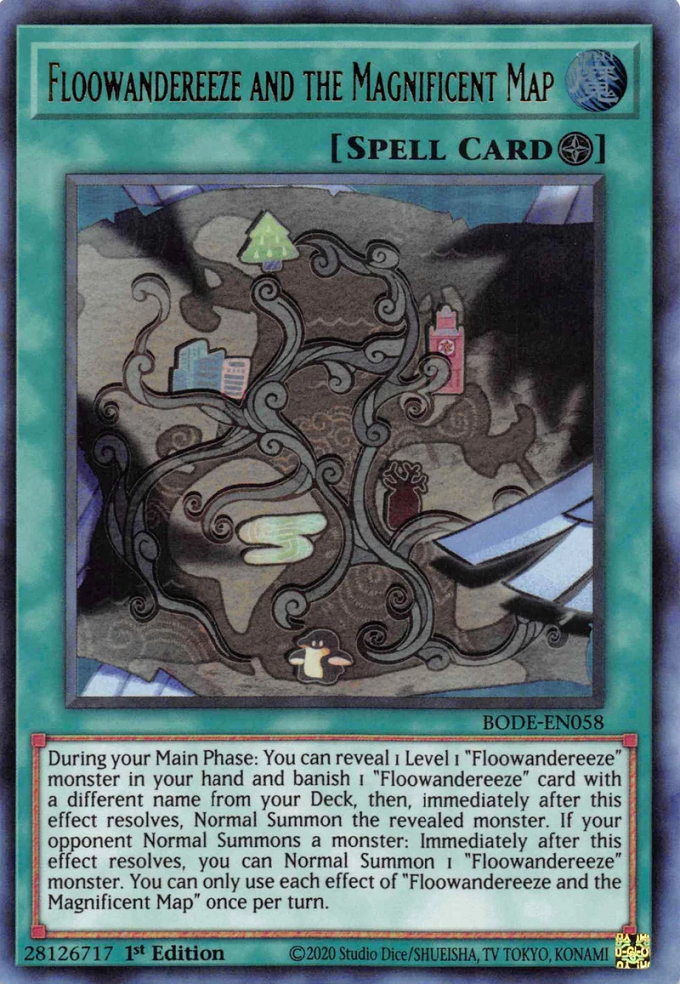 FLOOWANDEREEZE AND THE MAGNIFICENT MAP
魔
[SPELL CARD]
BODE-EN058
During your Main Phase: You can reveal 1 Level 1 "Floowandereeze"
monster in your hand and banish 1 "Floowandereeze" card with
a different name from your Deck, then, immediately after this
effect resolves, Normal Summon the revealed monster. If your
opponent Normal Summons a monster: Immediately after this
effect resolves, you can Normal Summon 1 "Floowandereeze"
monster. You can only use each effect of "Floowandereeze and the
Magnificent Map" once per turn.
28126717 1st Edition ©2020 Studio Dice/SHUEISHA, TV TOKYO, KONAMI